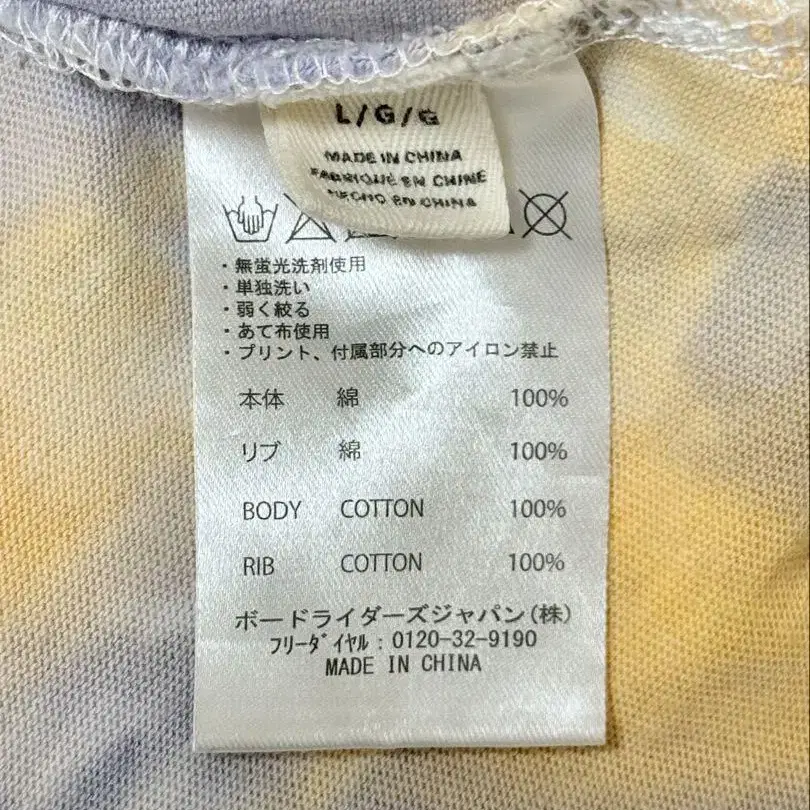 L/G/G
MADE IN CHINA
FABRIQUÉ EN CHINE
HECHO EN CHINA
・無蛍光洗剤使用
・単独洗い
・弱く絞る
・あて布使用
・プリント、付属部分へのアイロン禁止
本体 綿 100%
リブ 綿 100%
BODY COTTON 100%
RIB COTTON 100%
ボードライダーズジャパン(株)
フリーダイヤル:0120-32-9190
MADE IN CHINA